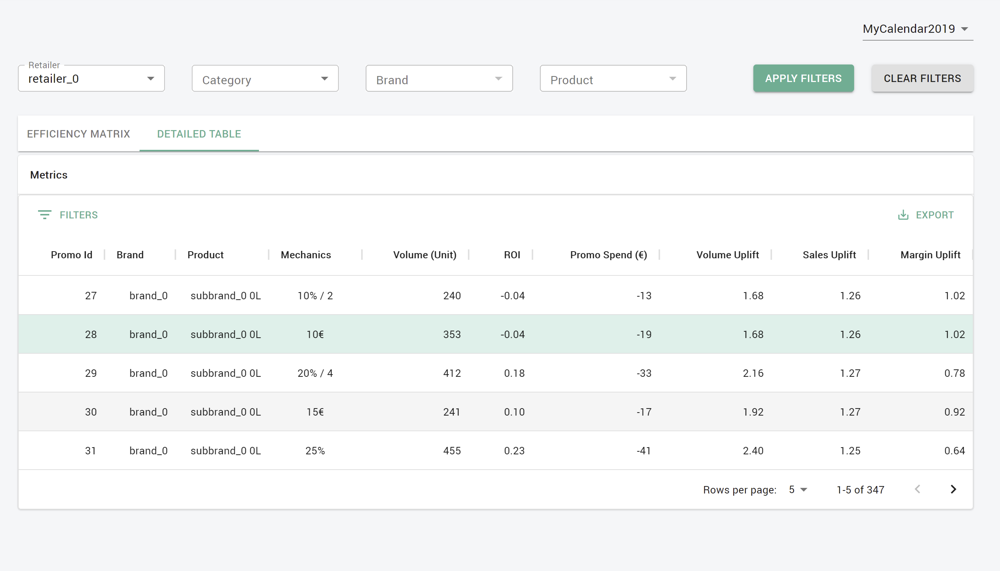 MyCalendar2019
Retailer
retailer_0 Category Brand Product APPLY FILTERS CLEAR FILTERS
EFFICIENCY MATRIX DETAILED TABLE
Metrics
FILTERS EXPORT
Promo Id Brand Product Mechanics Volume (Unit) ROI Promo Spend (€) Volume Uplift Sales Uplift Margin Uplift
27 brand_0 subbrand_0 0L 10% / 2 240 -0.04 -13 1.68 1.26 1.02
28 brand_0 subbrand_0 0L 10€ 353 -0.04 -19 1.68 1.26 1.02
29 brand_0 subbrand_0 0L 20% / 4 412 0.18 -33 2.16 1.27 0.78
30 brand_0 subbrand_0 0L 15€ 241 0.10 -17 1.92 1.27 0.92
31 brand_0 subbrand_0 0L 25% 455 0.23 -41 2.40 1.25 0.64
Rows per page: 5 1-5 of 347